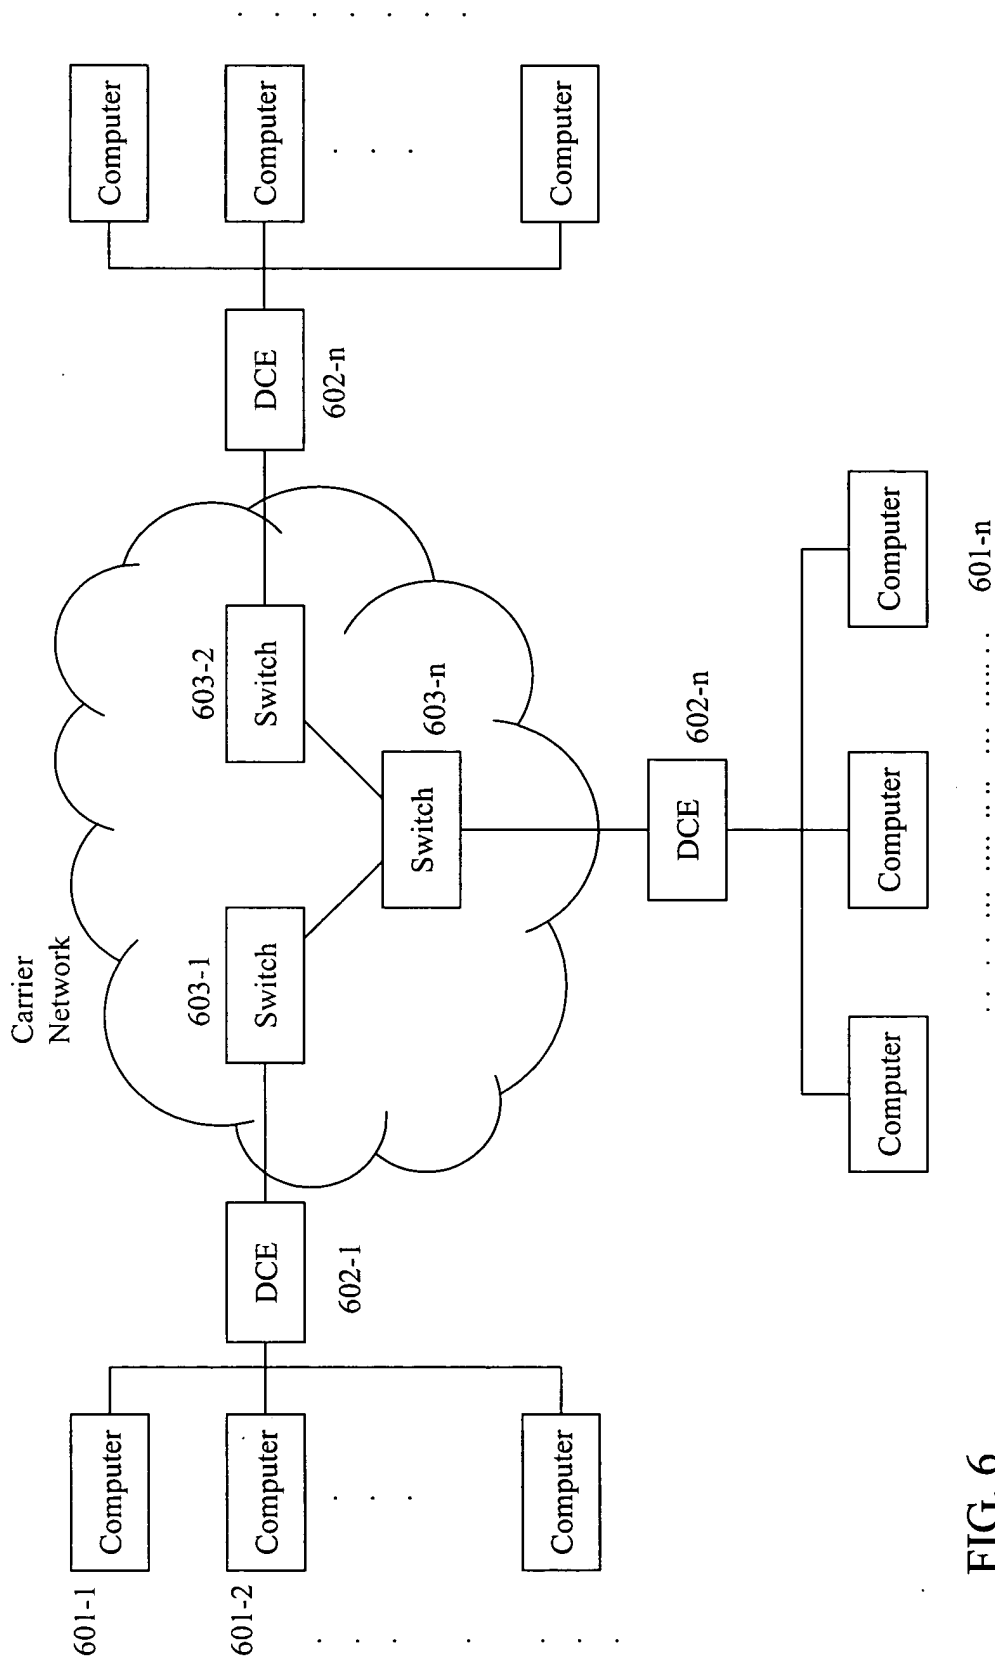 Carrier
Network
Computer
Computer
Computer
601-1
601-2
DCE
602-1
Switch
603-1
Switch
603-2
Switch
603-n
DCE
602-n
Computer
Computer
Computer
DCE
602-n
Computer
Computer
Computer
601-n
FIG. 6